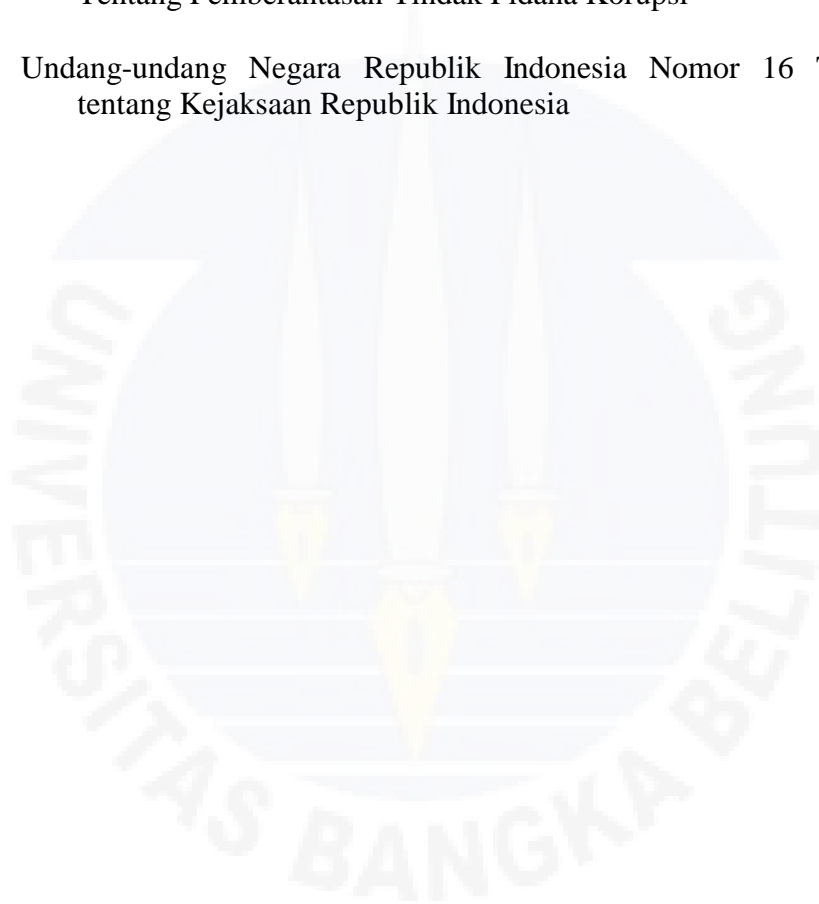 Tentang Pemberantasan Tindak Pidana Korupsi
Undang-undang Negara Republik Indonesia Nomor 16
tentang Kejaksaan Republik Indonesia
UNIVERSITAS BANGKA BELITUNG